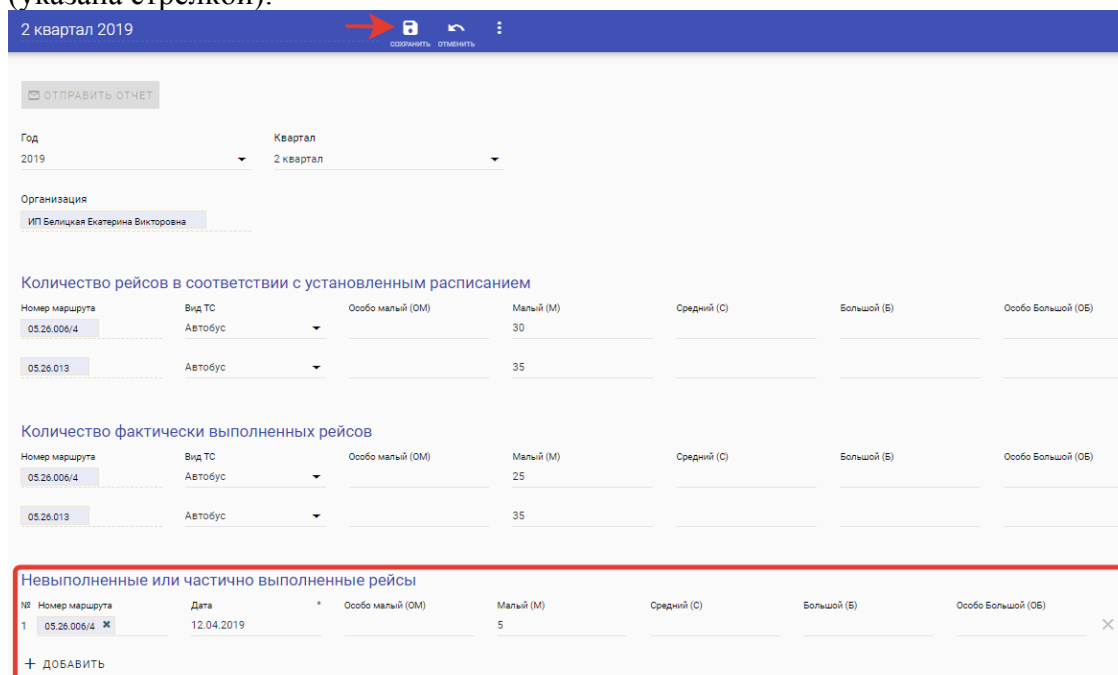 (указана стрелкой).
2 квартал 2019
СОХРАНИТЬ ОТМЕНИТЬ
ОТПРАВИТЬ ОТЧЕТ
Год Квартал
2019 2 квартал
Организация
ИП Белицкая Екатерина Викторовна
Количество рейсов в соответствии с установленным расписанием
Номер маршрута Вид ТС Особо малый (ОМ) Малый (М) Средний (С) Большой (Б) Особо Большой (ОБ)
05.26.006/4 Автобус 30
05.26.013 Автобус 35
Количество фактически выполненных рейсов
Номер маршрута Вид ТС Особо малый (ОМ) Малый (М) Средний (С) Большой (Б) Особо Большой (ОБ)
05.26.006/4 Автобус 25
05.26.013 Автобус 35
Невыполненные или частично выполненные рейсы
№ Номер маршрута Дата * Особо малый (ОМ) Малый (М) Средний (С) Большой (Б) Особо Большой (ОБ)
1 05.26.006/4 12.04.2019 5
+ ДОБАВИТЬ